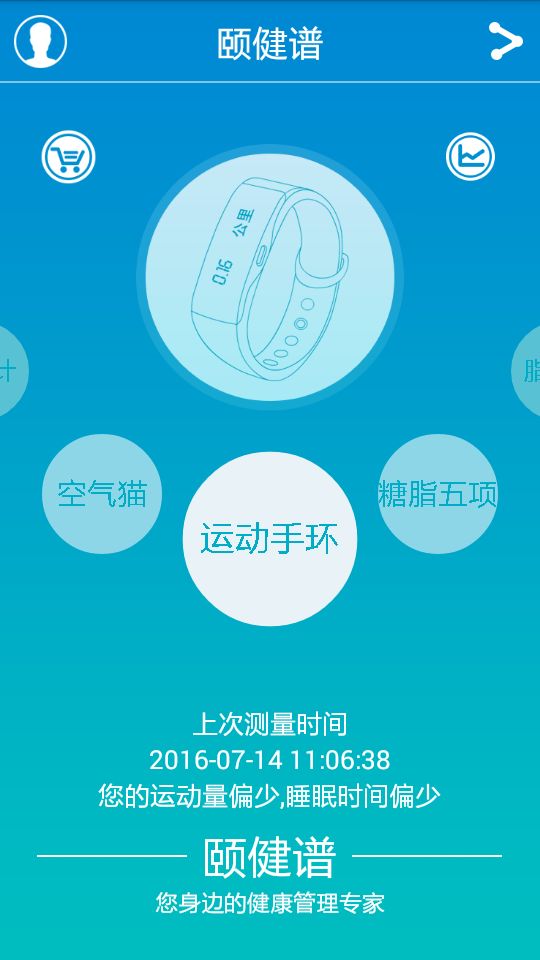 颐健谱
公里
0.16
计
脂
空气猫
糖脂五项
运动手环
上次测量时间
2016-07-14 11:06:38
您的运动量偏少,睡眠时间偏少
颐健谱
您身边的健康管理专家